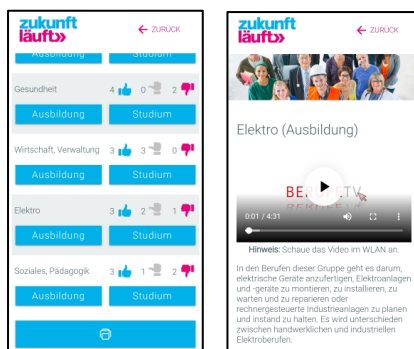 zukunft
läuft»
← ZURÜCK
Ausbildung Studium
Gesundheit 4 0 2
Ausbildung Studium
Wirtschaft, Verwaltung 3 3 0
Ausbildung Studium
Elektro 3 2 1
Ausbildung Studium
Soziales, Pädagogik 3 1 2
Ausbildung Studium
zukunft
läuft»
← ZURÜCK
Elektro (Ausbildung)
BERUFE.TV
0:01 / 4:31
Hinweis: Schaue das Video im WLAN an.
In den Berufen dieser Gruppe geht es darum,
elektrische Geräte anzufertigen, Elektroanlagen
und -geräte zu montieren, zu installieren, zu
warten und zu reparieren oder
rechnergesteuerte Industrieanlagen zu planen
und instand zu halten. Es wird unterschieden
zwischen handwerklichen und industriellen
Elektroberufen.